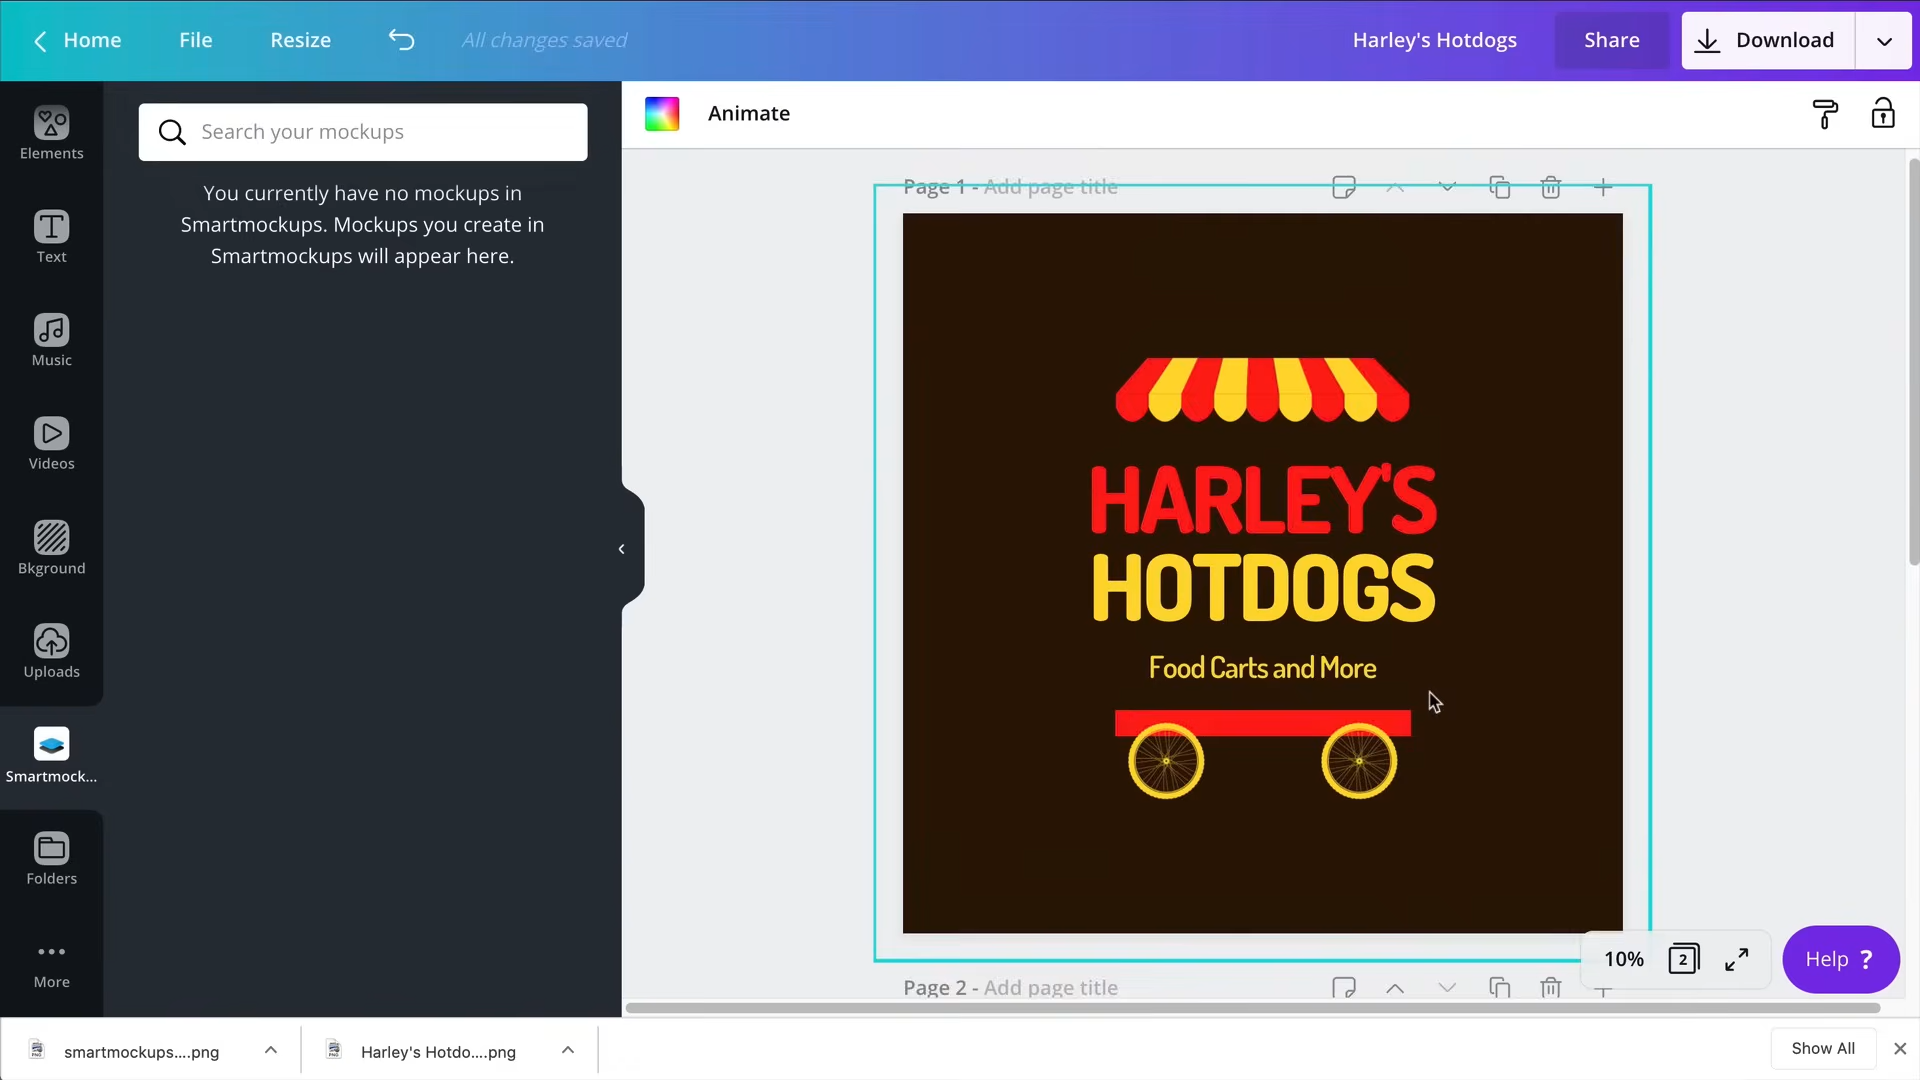 Home
File
Resize
All changes saved
Harley's Hotdogs
Share
Download
Elements
Text
Music
Videos
Bkground
Uploads
Smartmock...
Folders
More
Search your mockups
You currently have no mockups in
Smartmockups. Mockups you create in
Smartmockups will appear here.
Animate
Page 1 - Add page title
HARLEY'S
HOTDOGS
Food Carts and More
10%
2
Help ?
Page 2 - Add page title
smartmockups....png
Harley's Hotdo....png
Show All